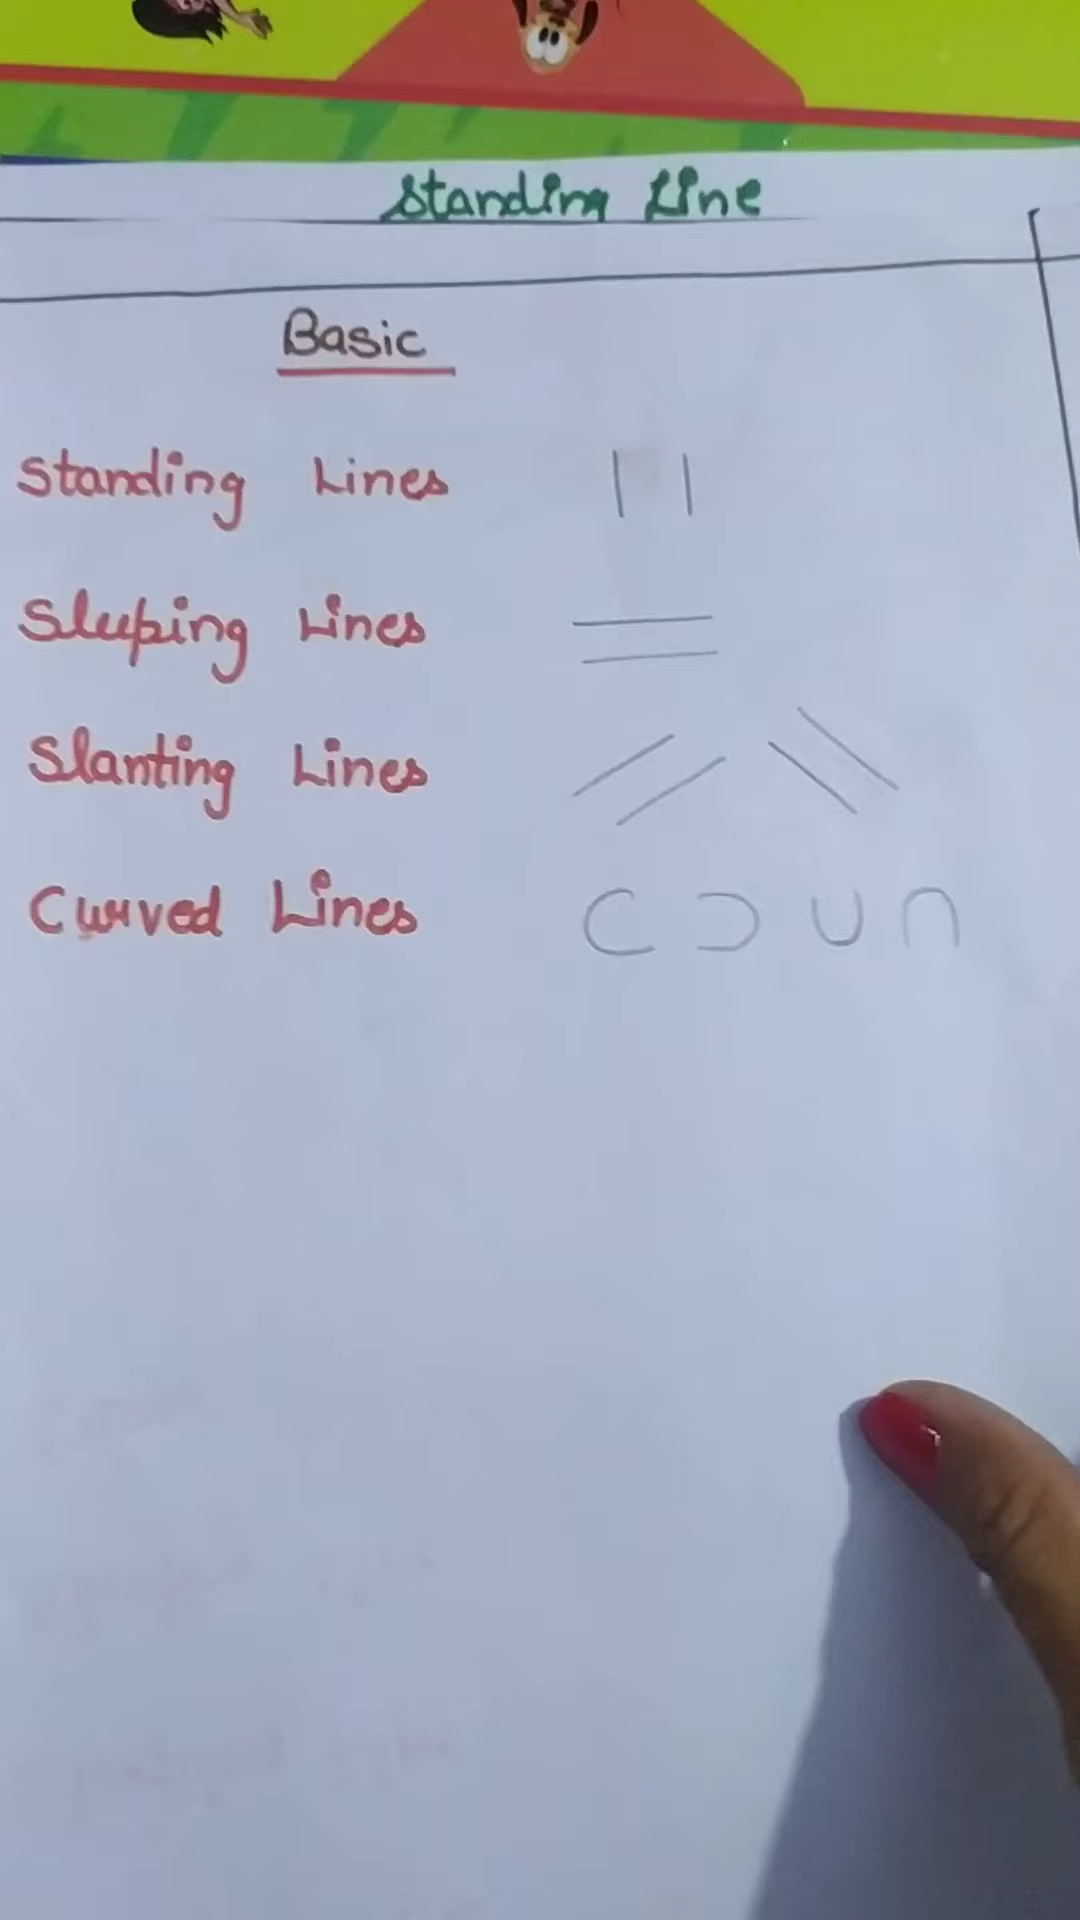 Standing Line
Basic
Standing Lines
Sleeping Lines
Slanting Lines
Curved Lines